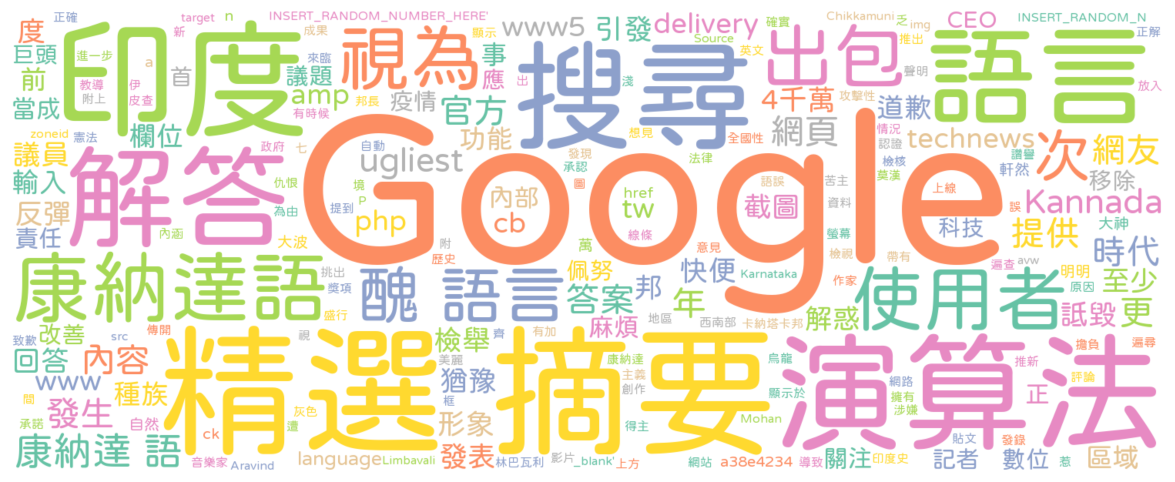 正確 target n INSERT_RANDOM_NUMBER_HERE' Chikkamuni Ń CEO INSERT_RANDOM_N
度 新 成果 顯示 www5 引發 delivery Source img 推出 正解
巨頭 進一步 a 首 議題 事 英文 聲明
印度 視為 搜尋 出包 語言
前 教導 伊 amp 疫情 官方 應 出 淺 4千萬 攻擊性 道歉 放入
當成 附上 皮查 邦長 有時候 想見 全國性 情況
zoneid 憲法 欄位 功能 網頁 認證 technews
議員 政府 七 自動 ugliest 發現 承認 法律 讚譽 檢核 軒然 次 網友
解答 Google
輸入 仇恨 境 圖 語誤 苦主 莫漢 移除
反彈 為由 提到 P 內部 href 截圖 資料 上線 Kannada
責任 內涵 大波 php cb tw 線條 螢幕 科技 誤 提供 大神
附 歷史 萬 意見 檢視 帶有 遍查 avw 時代
康納達語 挑出 獎項 醜 語言 佩努 快便 Karnataka 作家 使用者 明明 原因 至少
盛行 答案 邦 年 解惑 詆毀 更
致歉 改善 src 傳開 檢舉 齊 有加 麻煩 地區 西南部 卡納塔卡邦 擔負 遍尋
回答 內容 視 美麗 康納達 烏龍 推新
精選 摘要 演算法
www 種族 猶豫 主義 創作 顯示於 網路 擁有 涉嫌 正 評論
間 發生 灰色 框 形象 Mohan
承諾 自然 ck 遭 得主 貼文 發錄
康納達 語 音樂家 Aravind language Limbavali 發表 林巴瓦利 影片 _blank' 上方 網站 a38e4234 導致 關注 印度史 記者 數位 惹 區域